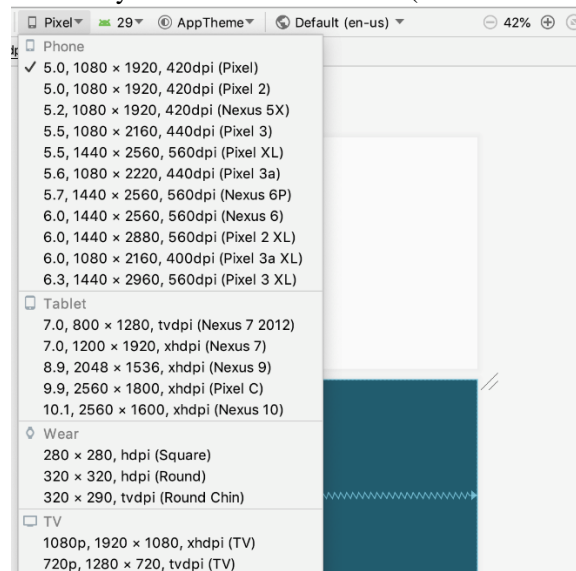 Pixel 29 AppTheme Default (en-us) 42%
Phone
5.0, 1080 × 1920, 420dpi (Pixel)
5.0, 1080 × 1920, 420dpi (Pixel 2)
5.2, 1080 × 1920, 420dpi (Nexus 5X)
5.5, 1080 × 2160, 440dpi (Pixel 3)
5.5, 1440 × 2560, 560dpi (Pixel XL)
5.6, 1080 × 2220, 440dpi (Pixel 3a)
5.7, 1440 × 2560, 560dpi (Nexus 6P)
6.0, 1440 × 2560, 560dpi (Nexus 6)
6.0, 1440 × 2880, 560dpi (Pixel 2 XL)
6.0, 1080 × 2160, 400dpi (Pixel 3a XL)
6.3, 1440 × 2960, 560dpi (Pixel 3 XL)
Tablet
7.0, 800 × 1280, tvdpi (Nexus 7 2012)
7.0, 1200 × 1920, xhdpi (Nexus 7)
8.9, 2048 × 1536, xhdpi (Nexus 9)
9.9, 2560 × 1800, xhdpi (Pixel C)
10.1, 2560 × 1600, xhdpi (Nexus 10)
Wear
280 × 280, hdpi (Square)
320 × 320, hdpi (Round)
320 × 290, tvdpi (Round Chin)
TV
1080p, 1920 × 1080, xhdpi (TV)
720p, 1280 × 720, tvdpi (TV)